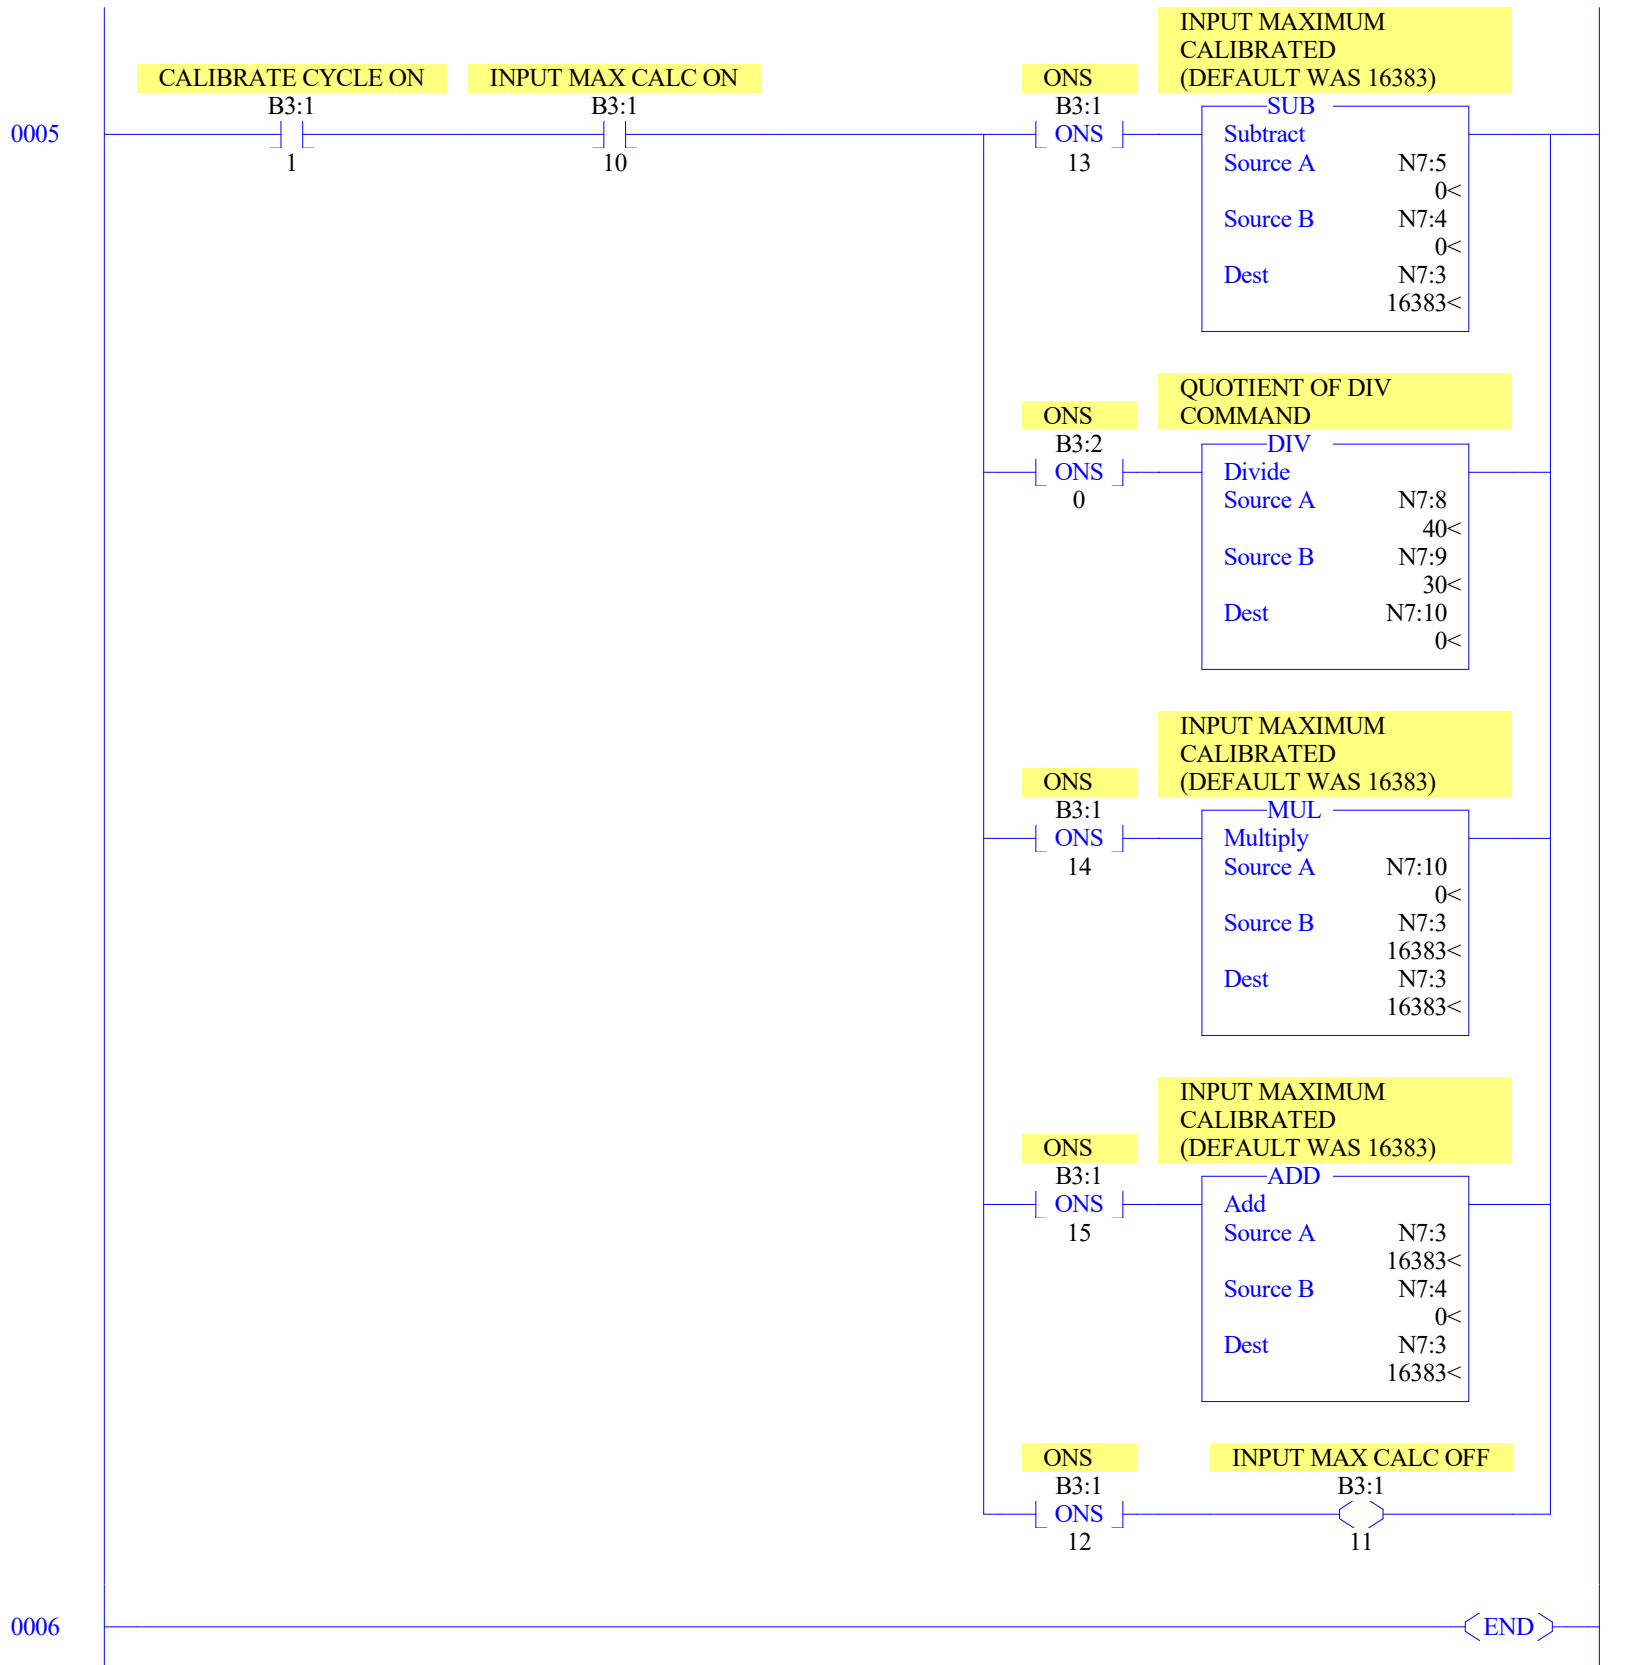 INPUT MAXIMUM
CALIBRATED
(DEFAULT WAS 16383)
CALIBRATE CYCLE ON INPUT MAX CALC ON ONS
B3:1 B3:1 B3:1 SUB
0005 ONS Subtract
1 10 13 Source A N7:5
0<
Source B N7:4
0<
Dest N7:3
16383<
QUOTIENT OF DIV
ONS COMMAND
B3:2 DIV
ONS Divide
0 Source A N7:8
40<
Source B N7:9
30<
Dest N7:10
0<
INPUT MAXIMUM
CALIBRATED
ONS (DEFAULT WAS 16383)
B3:1 MUL
ONS Multiply
14 Source A N7:10
0<
Source B N7:3
16383<
Dest N7:3
16383<
INPUT MAXIMUM
CALIBRATED
ONS (DEFAULT WAS 16383)
B3:1 ADD
ONS Add
15 Source A N7:3
16383<
Source B N7:4
0<
Dest N7:3
16383<
ONS INPUT MAX CALC OFF
B3:1 B3:1
ONS
12 11
0006 END